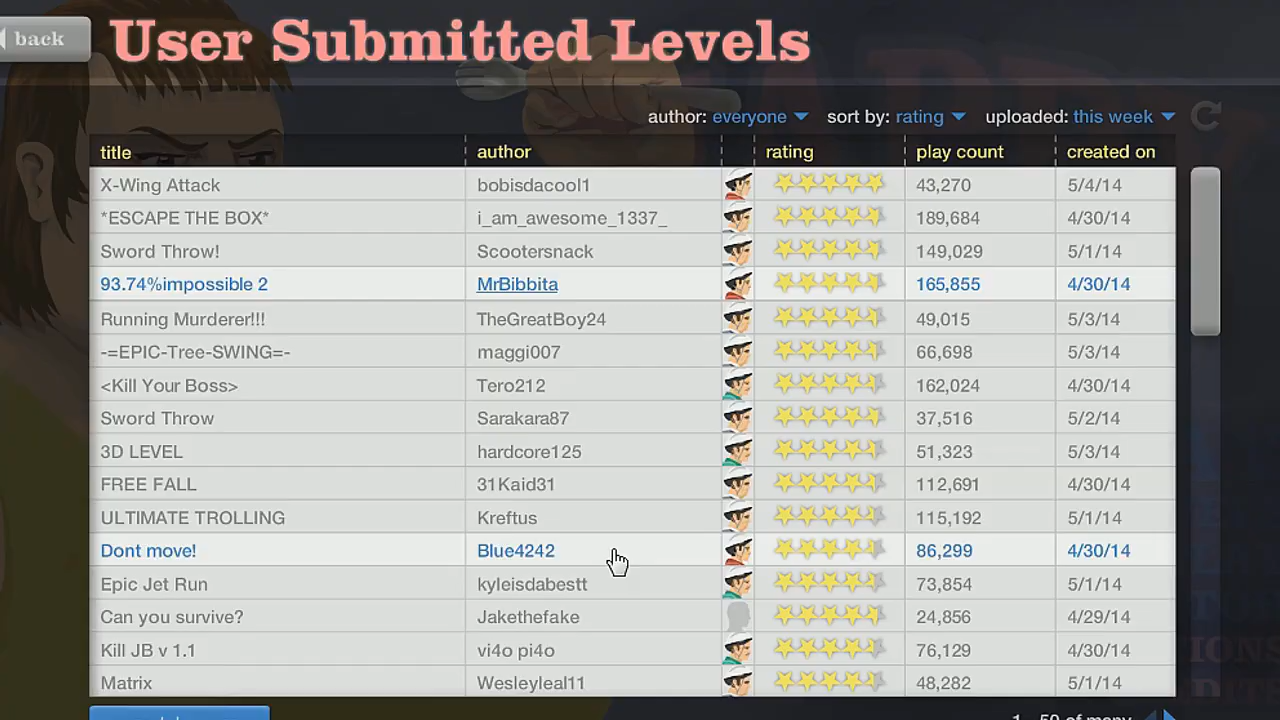 back
User Submitted Levels
author: everyone sort by: rating uploaded: this week
title author rating play count created on
X-Wing Attack bobisdacool1 43,270 5/4/14
*ESCAPE THE BOX* i_am_awesome_1337_ 189,684 4/30/14
Sword Throw! Scootersnack 149,029 5/1/14
93.74%impossible 2 MrBibbita 165,855 4/30/14
Running Murderer!!! TheGreatBoy24 49,015 5/3/14
-=EPIC-Tree-SWING=- maggi007 66,698 5/3/14
<Kill Your Boss> Tero212 162,024 4/30/14
Sword Throw Sarakara87 37,516 5/2/14
3D LEVEL hardcore125 51,323 5/3/14
FREE FALL 31Kaid31 112,691 4/30/14
ULTIMATE TROLLING Kreftus 115,192 5/1/14
Dont move! Blue4242 86,299 4/30/14
Epic Jet Run kyleisdabestt 73,854 5/1/14
Can you survive? Jakethefake 24,856 4/29/14
Kill JB v 1.1 vi4o pi4o 76,129 4/30/14
Matrix Wesleyleal11 48,282 5/1/14
1 - 50 of many